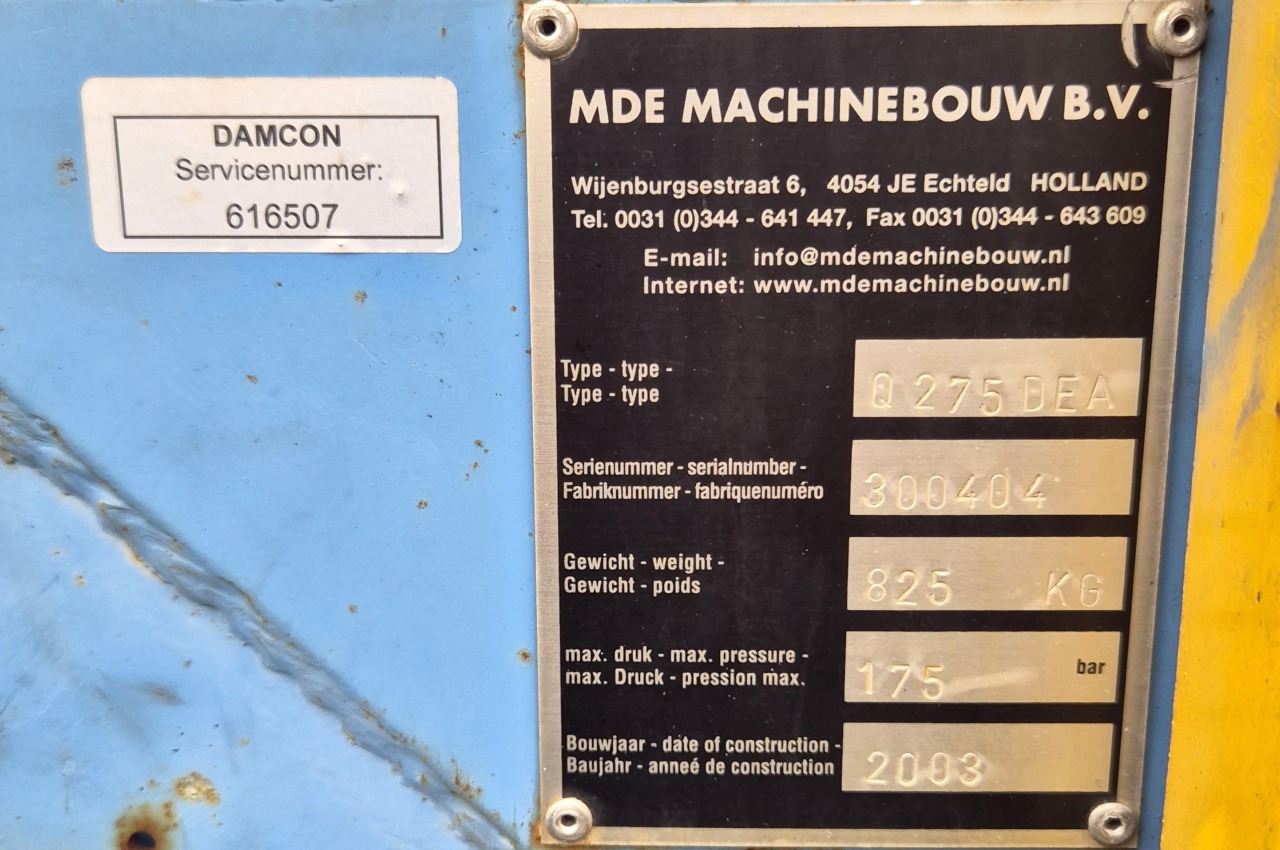 DAMCON
Servicenummer:
616507
MDE MACHINEBOUW B.V.
Wijenburgsestraat 6, 4054 JE Echteld HOLLAND
Tel. 0031 (0)344 - 641 447, Fax 0031 (0)344 - 643 609
E-mail: info@mdemachinebouw.nl
Internet: www.mdemachinebouw.nl
Type - type -
Type - type
Q 275 DEA
Serienummer - serialnumber -
Fabriknummer - fabriquenuméro
300404
Gewicht - weight -
Gewicht - poids
825 KG
max. druk - max. pressure -
max. Druck - pression max.
175 bar
Bouwjaar - date of construction -
Baujahr - anneé de construction
2003